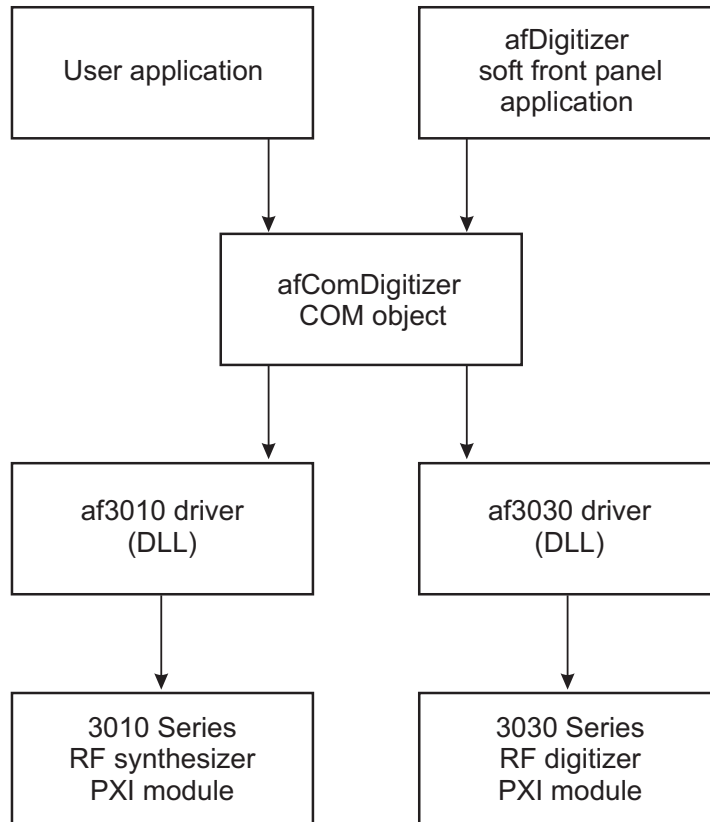 User application
afDigitizer
soft front panel
application
afComDigitizer
COM object
af3010 driver
(DLL)
af3030 driver
(DLL)
3010 Series
RF synthesizer
PXI module
3030 Series
RF digitizer
PXI module